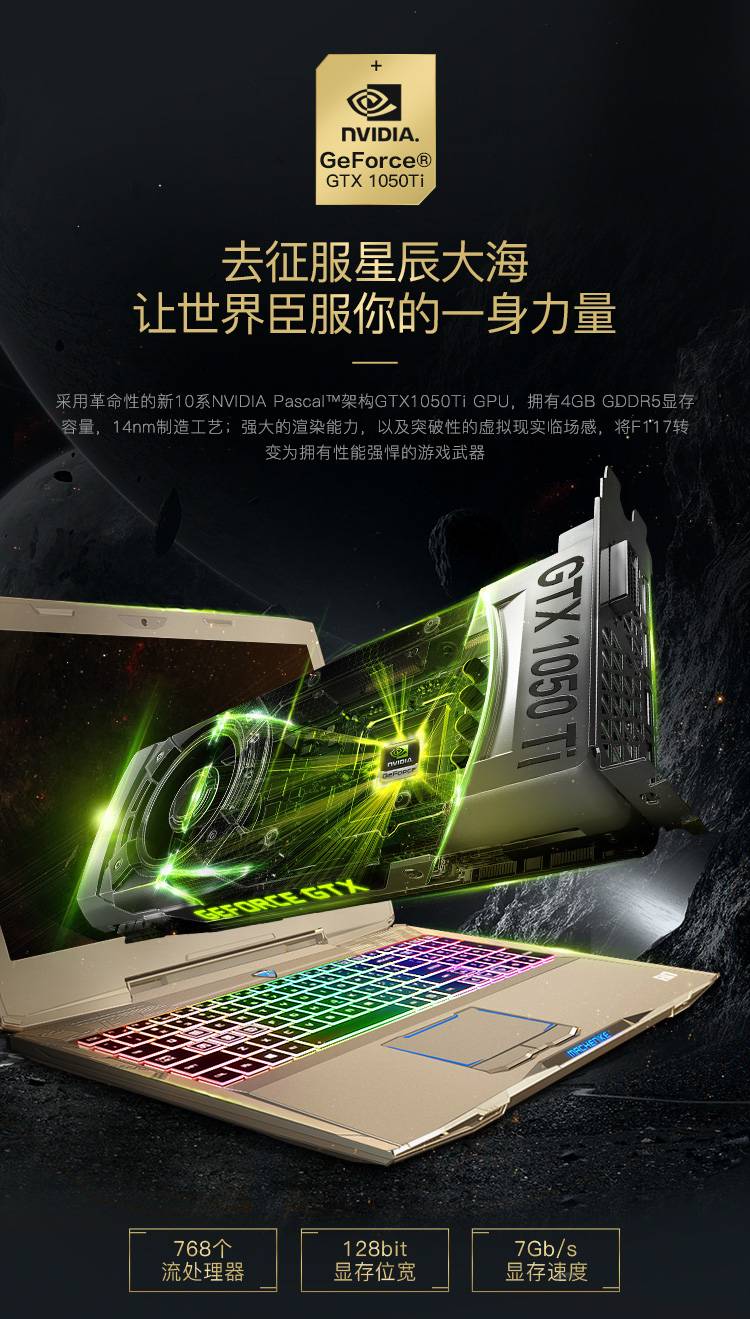 +
NVIDIA.
GeForce®
GTX 1050Ti
去征服星辰大海
让世界臣服你的一身力量
采用革命性的新10系NVIDIA Pascal™架构GTX1050Ti GPU，拥有4GB GDDR5显存
容量，14nm制造工艺；强大的渲染能力，以及突破性的虚拟现实临场感，将F117转
变为拥有性能强悍的游戏武器
GTX 1050 Ti
NVIDIA
GEFORCE
GEFORCE GTX
MACHENIKE
768个
流处理器
128bit
显存位宽
7Gb/s
显存速度